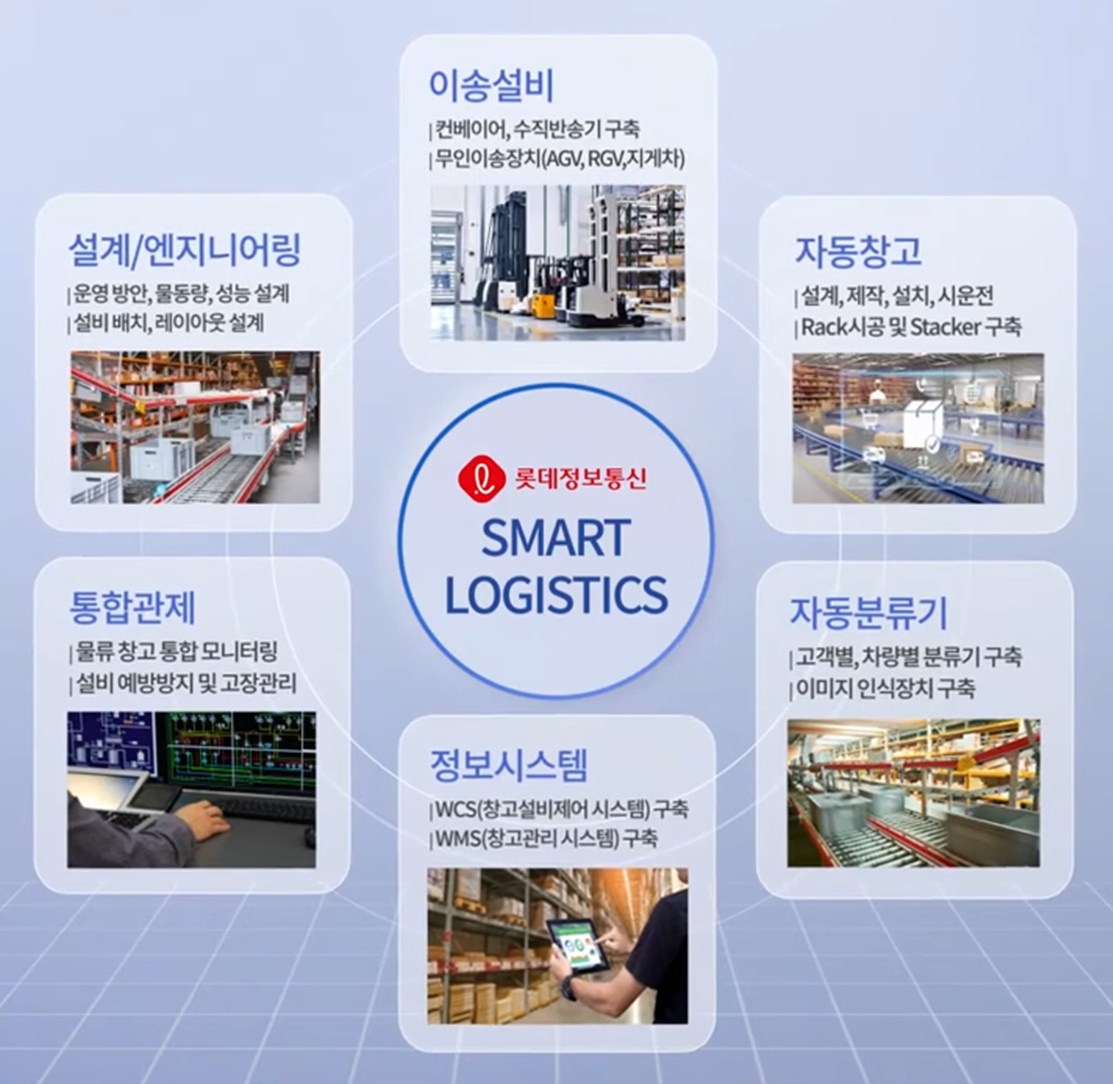 이송설비
|컨베이어, 수직반송기 구축
|무인이송장치(AGV, RGV,지게차)
설계/엔지니어링
|운영 방안, 물동량, 성능 설계
|설비 배치, 레이아웃 설계
자동창고
|설계, 제작, 설치, 시운전
|Rack시공 및 Stacker 구축
롯데정보통신
SMART
LOGISTICS
통합관제
|물류 창고 통합 모니터링
|설비 예방방지 및 고장관리
자동분류기
|고객별, 차량별 분류기 구축
|이미지 인식장치 구축
정보시스템
|WCS(창고설비제어 시스템) 구축
|WMS(창고관리 시스템) 구축